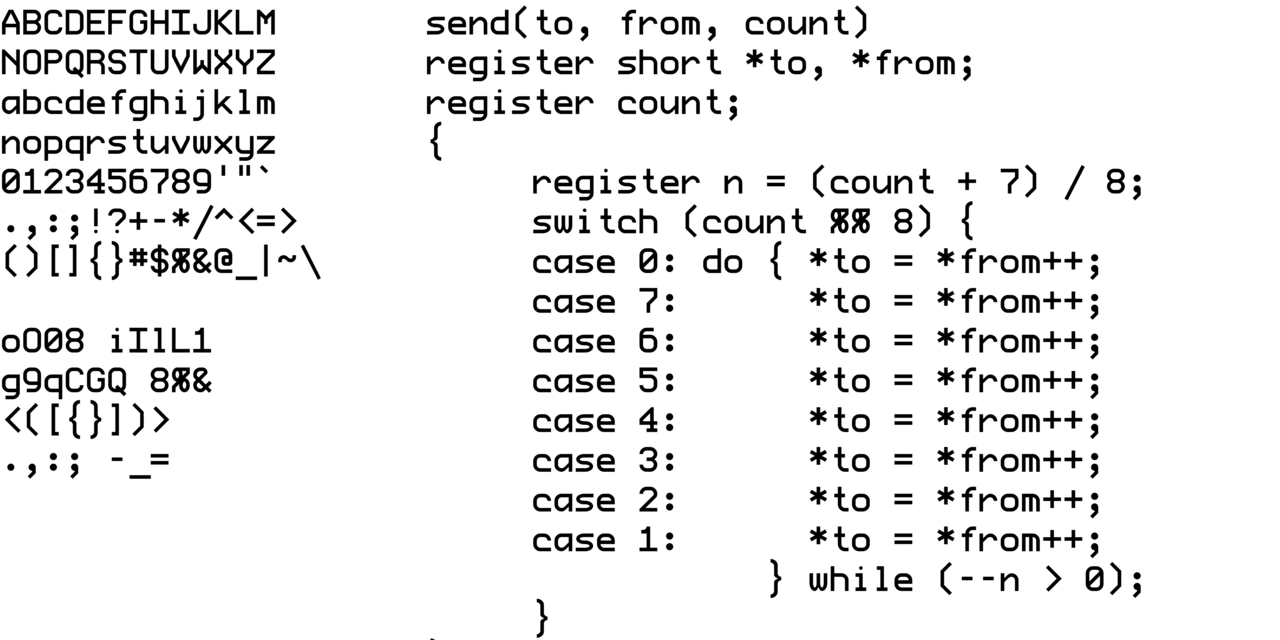 ABCDEFGHIJKLM
NOPQRSTUVWXYZ
abcdefghijklm
nopqrstuvwxyz
0123456789'"`
.,:;!?+-*/^<=>
()[]{}#$%&@_|~\
oO08 iIlL1
g9qCGQ 8%&
<([{}])>
.,:; -_=
send(to, from, count)
register short *to, *from;
register count;
{
register n = (count + 7) / 8;
switch (count %% 8) {
case 0: do { *to = *from++;
case 7: *to = *from++;
case 6: *to = *from++;
case 5: *to = *from++;
case 4: *to = *from++;
case 3: *to = *from++;
case 2: *to = *from++;
case 1: *to = *from++;
} while (--n > 0);
}